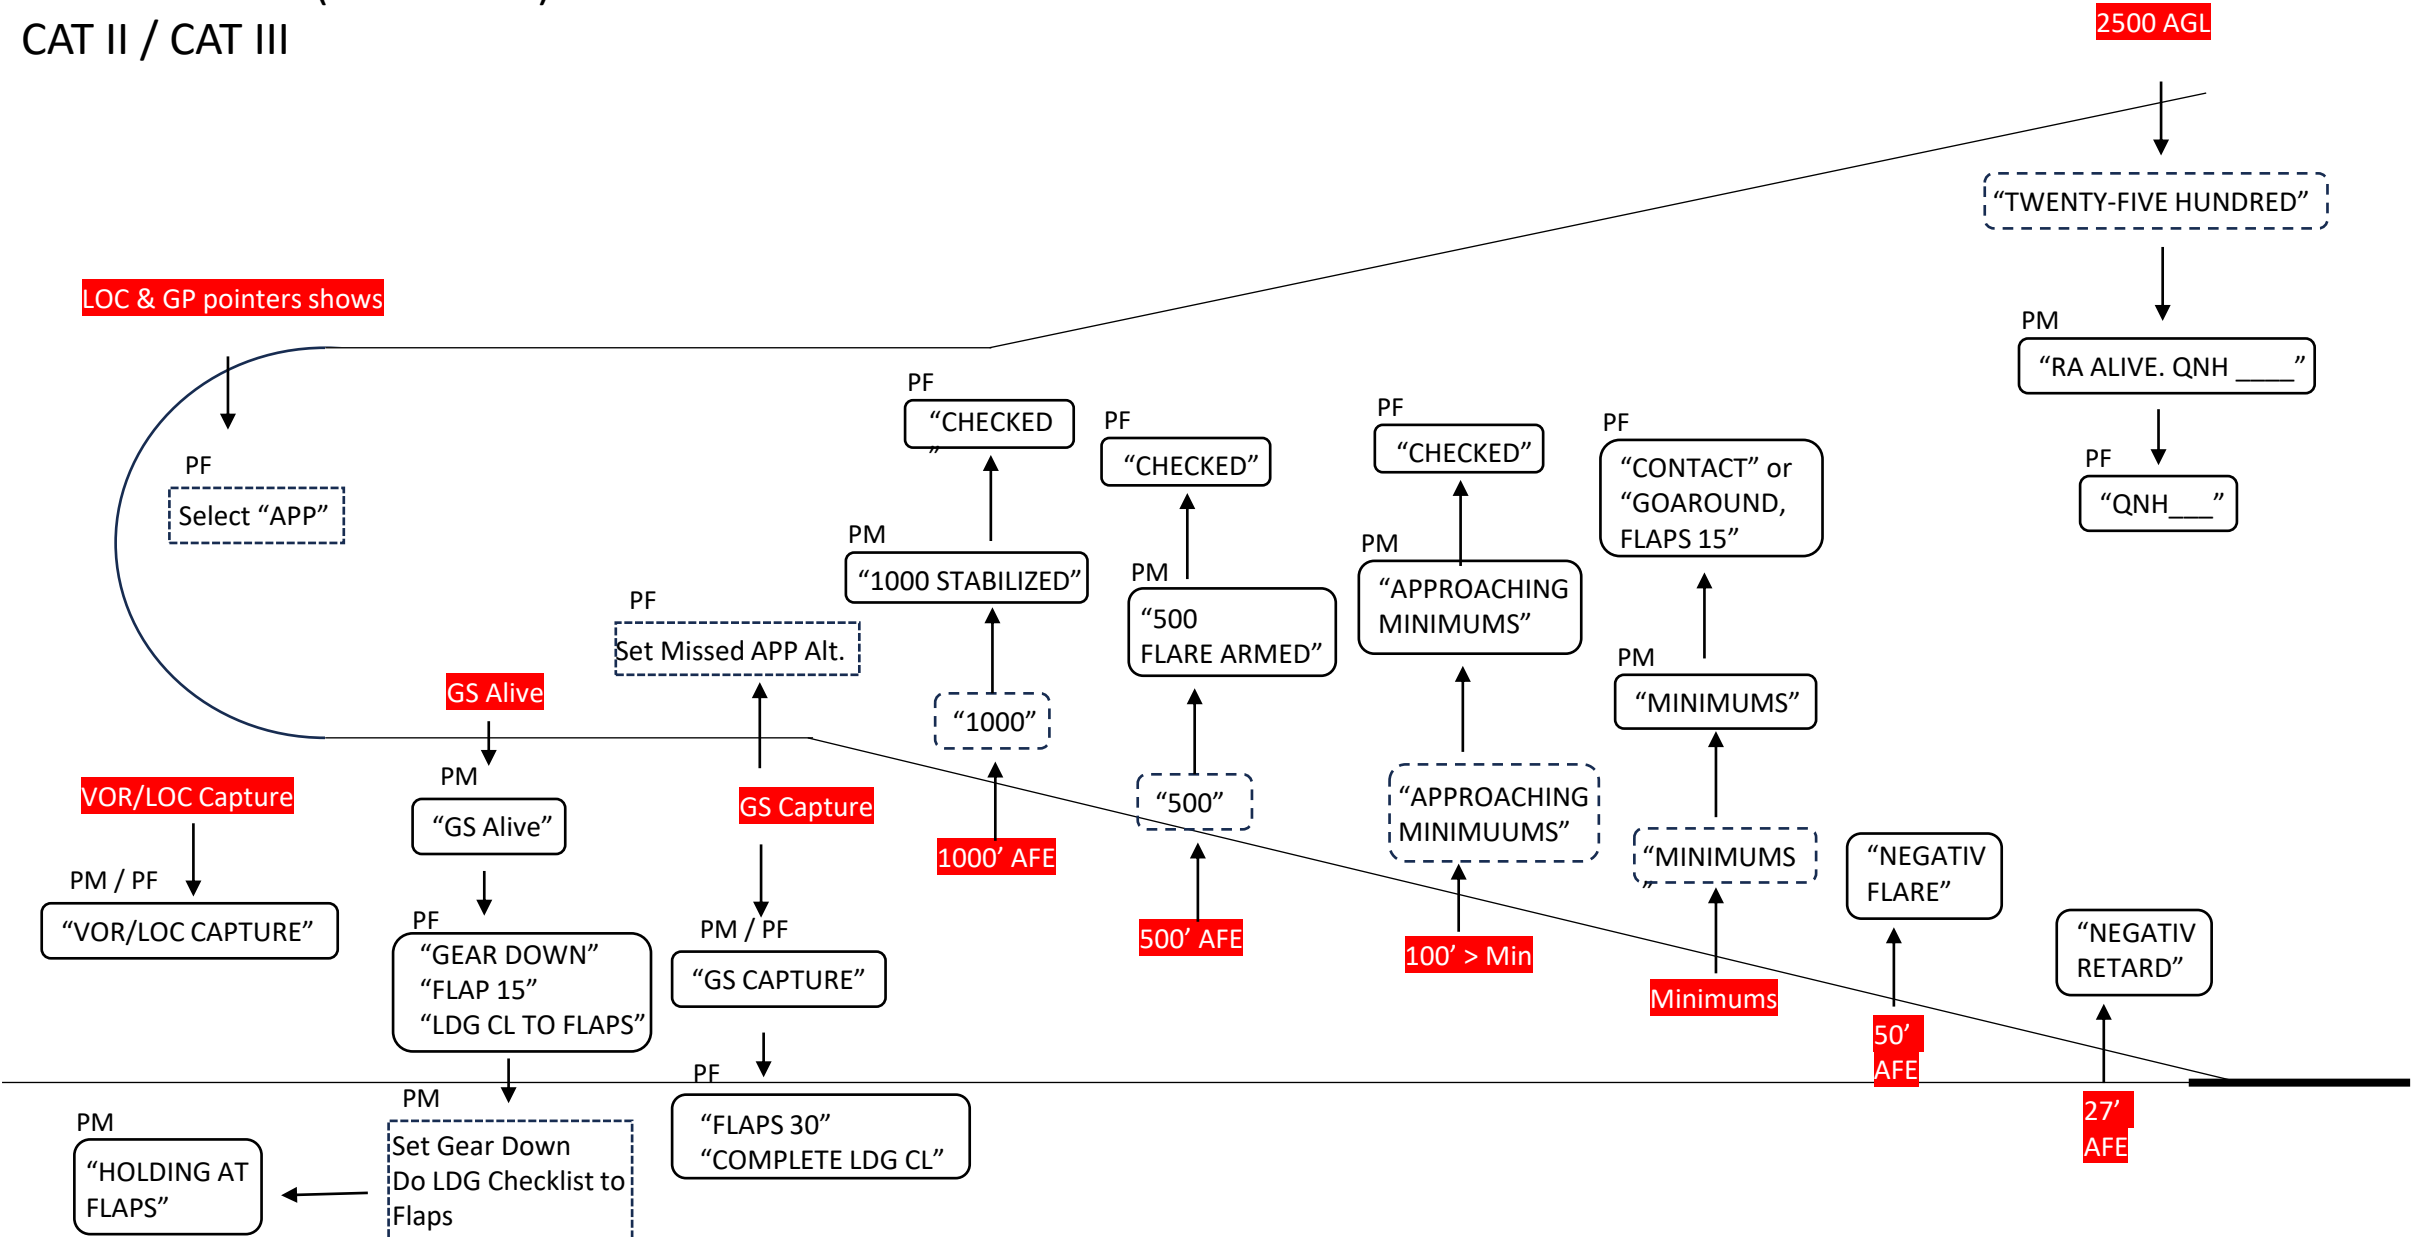 CAT II / CAT III
2500 AGL
“TWENTY-FIVE HUNDRED”
PM
“RA ALIVE. QNH ____”
PF
“QNH___”
LOC & GP pointers shows
PF
Select “APP”
VOR/LOC Capture
PM / PF
“VOR/LOC CAPTURE”
GS Alive
PM
“GS Alive”
PF
“GEAR DOWN”
“FLAP 15”
“LDG CL TO FLAPS”
PM
Set Gear Down
Do LDG Checklist to
Flaps
PM
“HOLDING AT
FLAPS”
PF
Set Missed APP Alt.
GS Capture
PM / PF
“GS CAPTURE”
PF
“FLAPS 30”
“COMPLETE LDG CL”
PF
“CHECKED
”
PM
“1000 STABILIZED”
“1000”
1000’ AFE
PF
“CHECKED”
PM
“500
FLARE ARMED”
“500”
500’ AFE
PF
“CHECKED”
PM
“APPROACHING
MINIMUMS”
“APPROACHING
MINIMUUMS”
100’ > Min
PF
“CONTACT” or
“GOAROUND,
FLAPS 15”
PM
“MINIMUMS”
“MINIMUMS
”
Minimums
“NEGATIV
FLARE”
50’
AFE
“NEGATIV
RETARD”
27’
AFE